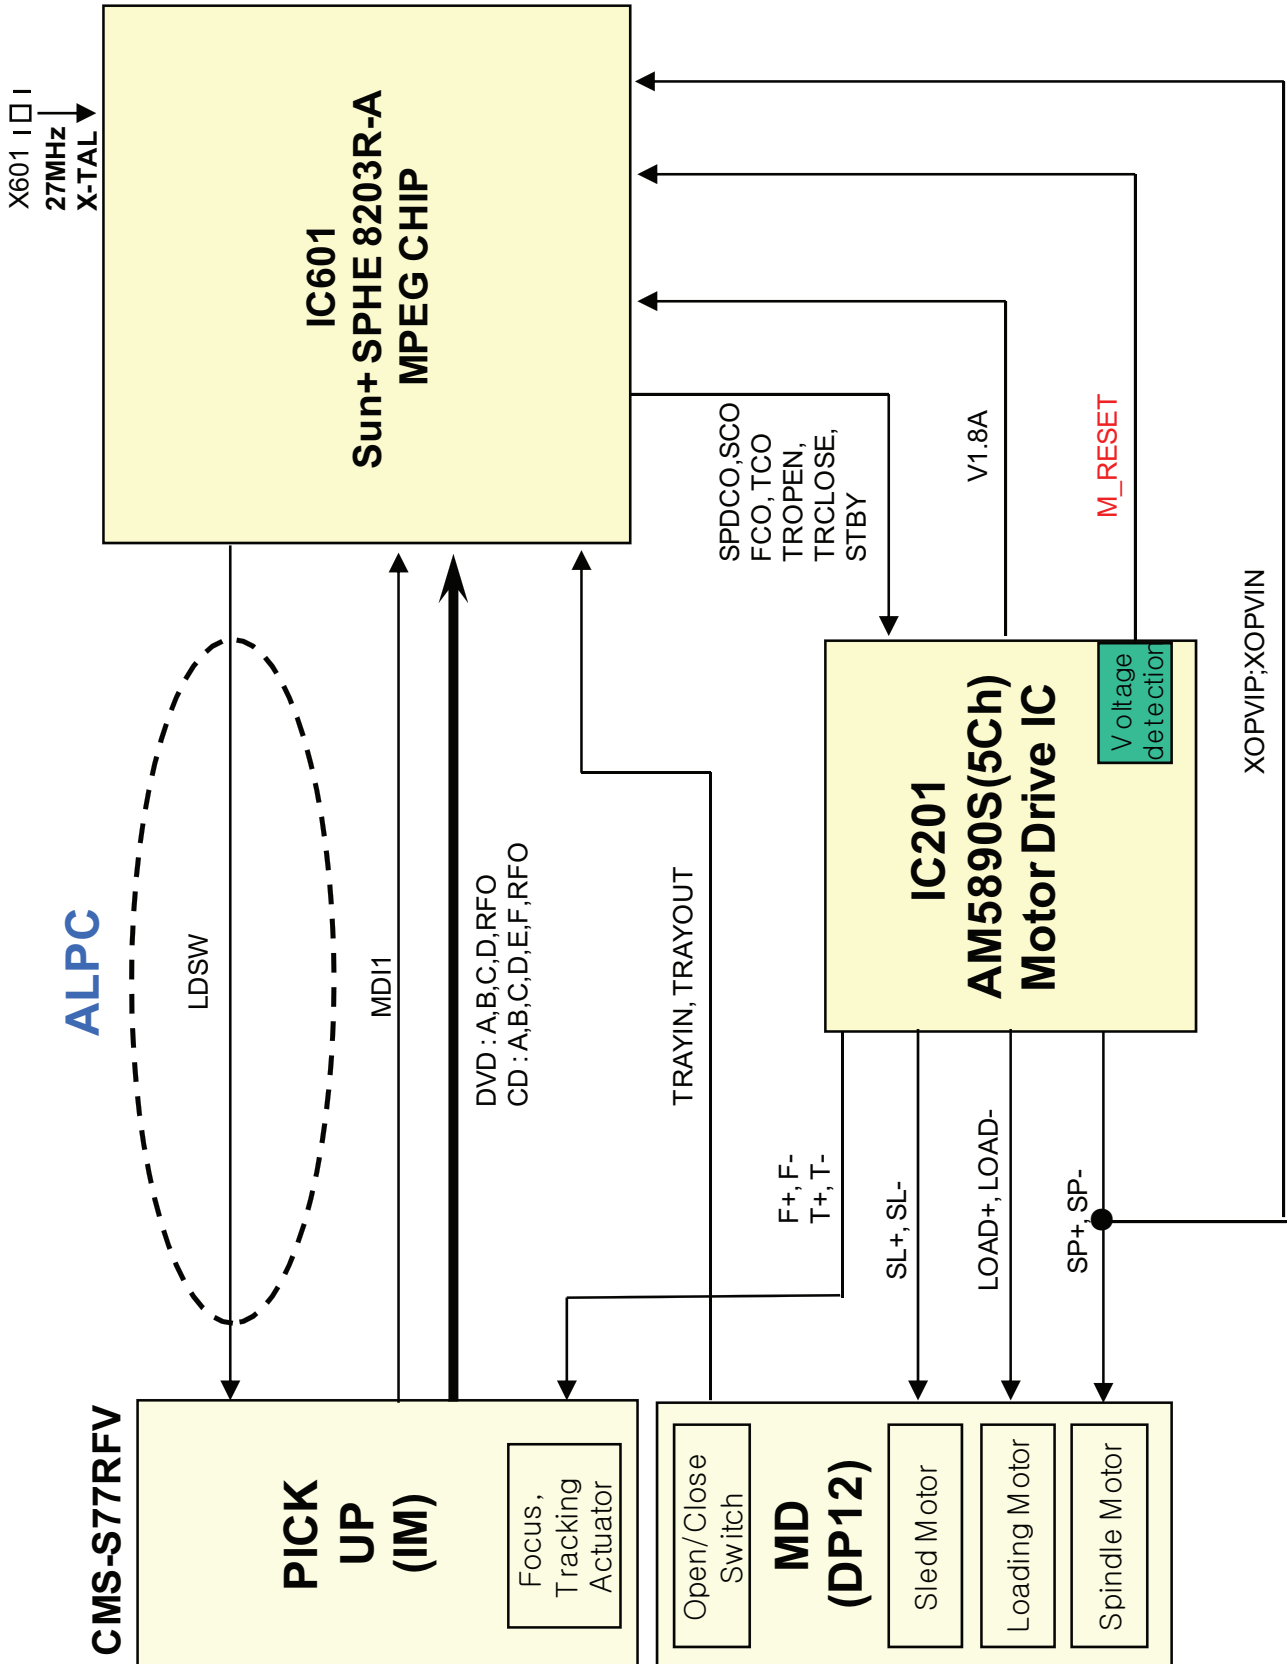 CMS-S77RFV
PICK
UP
(IM)
Focus,
Tracking
Actuator
MD
(DP12)
Open/Close
Switch
Sled Motor
Loading Motor
Spindle Motor
ALPC
LDSW
MDI1
DVD : A,B,C,D,RFO
CD : A,B,C,D,E,F,RFO
TRAYIN, TRAYOUT
F+, F-
T+, T-
SL+, SL-
LOAD+, LOAD-
SP+, SP-
IC201
AM5890S(5Ch)
Motor Drive IC
Voltage
detection
SPDCO,SCO
FCO, TCO
TROPEN,
TRCLOSE,
STBY
V1.8A
M_RESET
XOPVIP;XOPVIN
IC601
Sun+ SPHE 8203R-A
MPEG CHIP
X601
27MHz
X-TAL